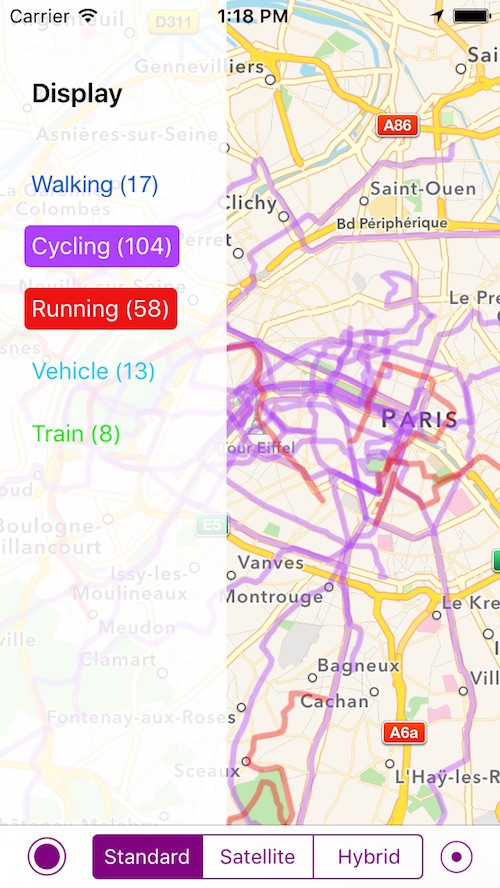 Carrier 1:18 PM
Argenteuil D311
Gennevilliers
Display
A86
Asnières-sur-Seine
Saint-Ouen
Walking (17)
Colombes
Clichy
Bd Périphérique
Cycling (104)
Perret
Neuilly-sur-Seine
Le Pre
Running (58)
Vehicle (13)
PARIS
Train (8)
Tour Eiffel
E5
Boulogne-
Billancourt
Vanves
Issy-les-
Moulineaux
Montrouge
Le Kre
Meudon
Clamart
Bagneux
Cachan
Fontenay-aux-Roses
A6a
Sceaux
L'Haÿ-les-R
Châtenay-Malabry
Standard Satellite Hybrid